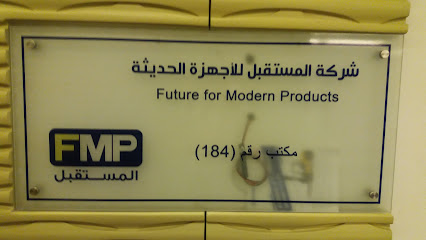 شركة المستقبل للأجهزة الحديثة
Future for Modern Products
مكتب رقم (184)
FMP
المستقبل